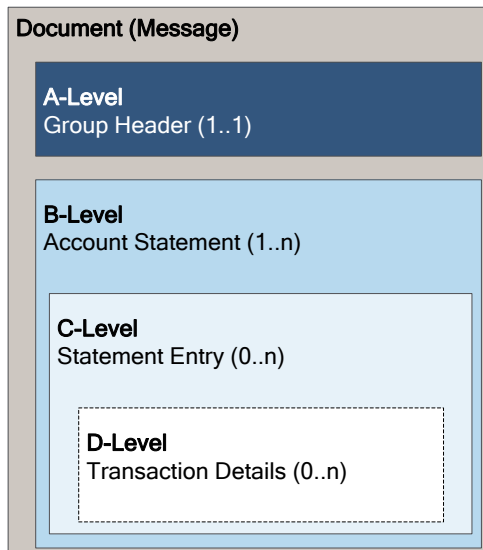 Document (Message)
A-Level
Group Header (1..1)
B-Level
Account Statement (1..n)
C-Level
Statement Entry (0..n)
D-Level
Transaction Details (0..n)